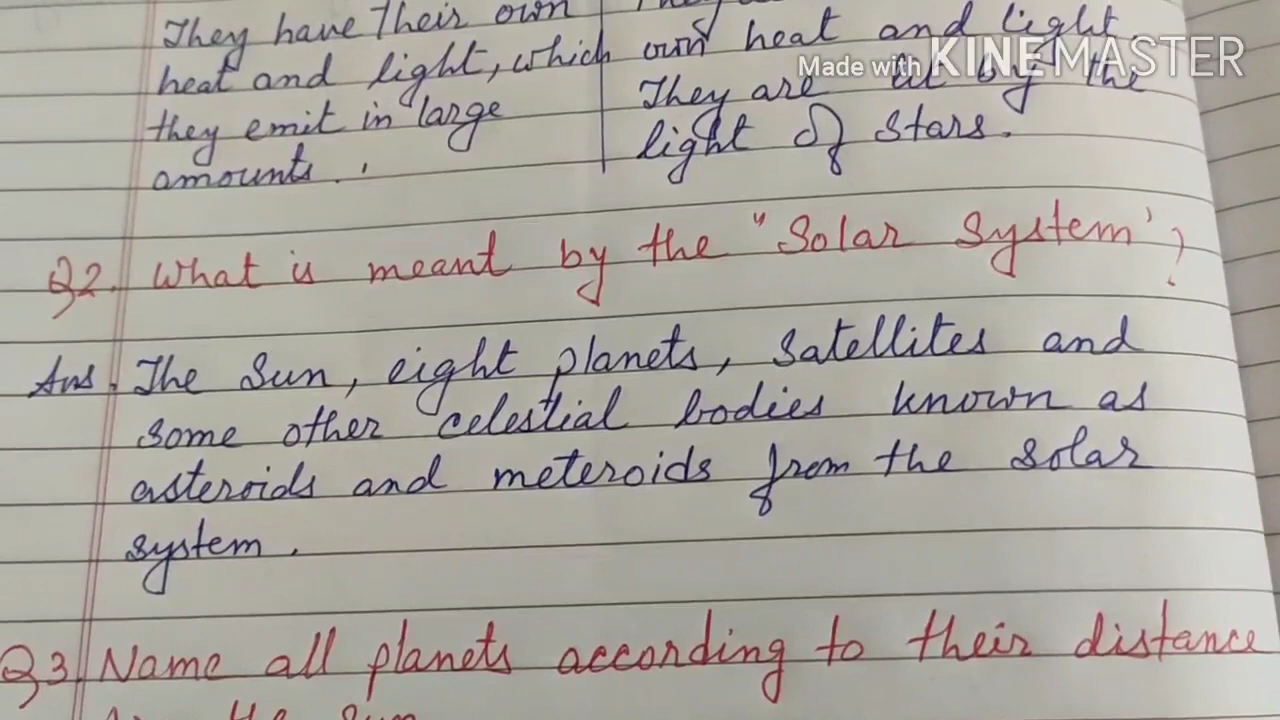 They have Their own
heat and light, which
they emit in large
amounts.
own heat and light.
They are lit by the
light of stars.
Made with KINEMASTER
Q2. What is meant by the "Solar System'?
Ans. The Sun, eight planets, satellites and
some other celestial bodies known as
asteroids and meteroids from the solar
system.
Q3 Name all planets according to their distance
the Sun